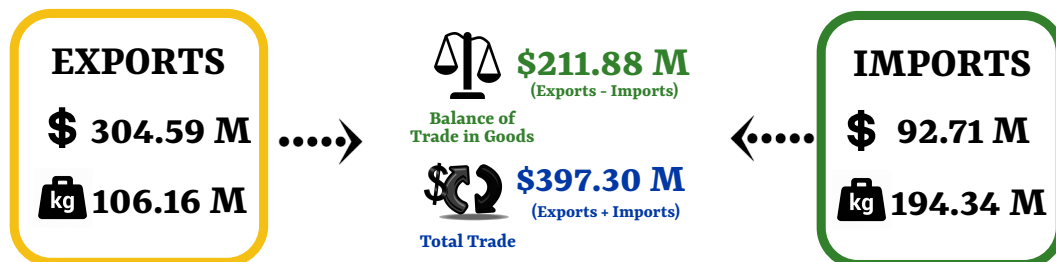 EXPORTS
$ 304.59 M
kg 106.16 M
$211.88 M
(Exports - Imports)
Balance of
Trade in Goods
$
$397.30 M
(Exports + Imports)
Total Trade
IMPORTS
$ 92.71 M
kg 194.34 M